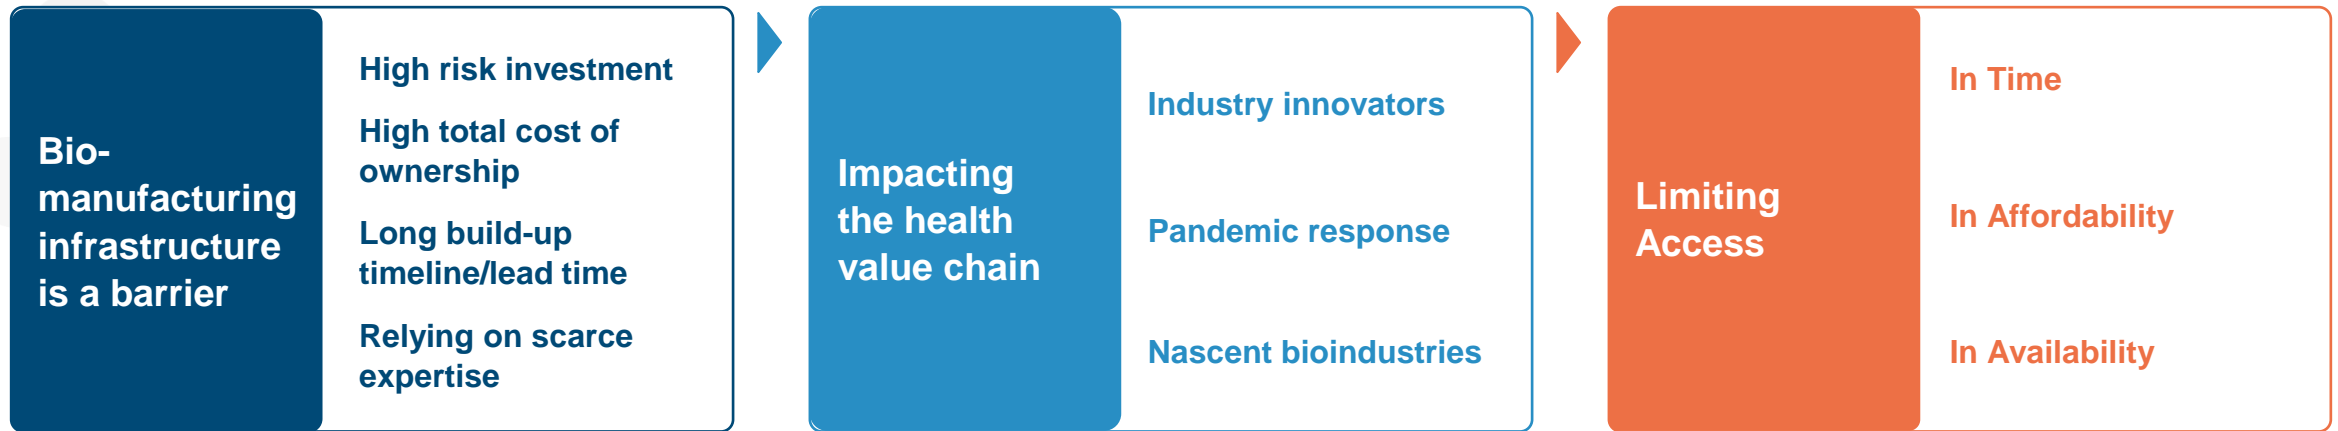 Bio-
manufacturing
infrastructure
is a barrier
High risk investment
High total cost of
ownership
Long build-up
timeline/lead time
Relying on scarce
expertise
Impacting
the health
value chain
Industry innovators
Pandemic response
Nascent bioindustries
Limiting
Access
In Time
In Affordability
In Availability